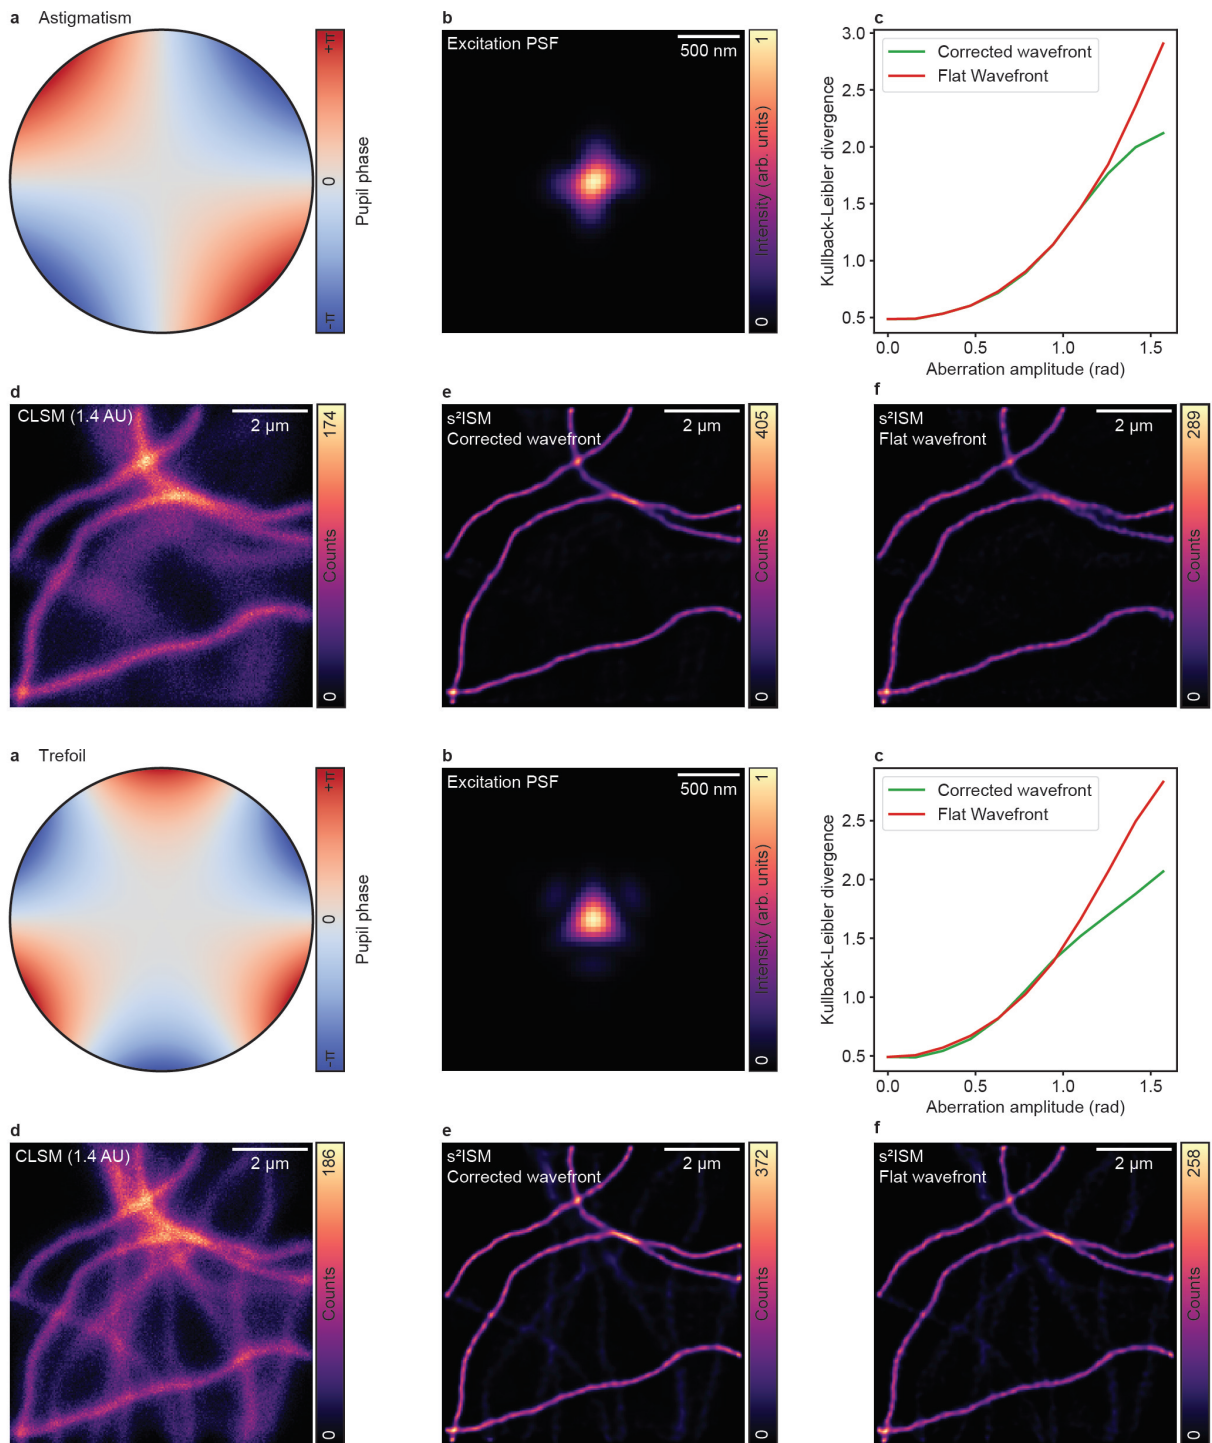 a Astigmatism
+π
0
-π
Pupil phase
b
Excitation PSF
500 nm
1
Intensity (arb. units)
0
c
Corrected wavefront
Flat Wavefront
3.0
2.5
2.0
1.5
1.0
0.5
Kullback-Leibler divergence
0.0 0.5 1.0 1.5
Aberration amplitude (rad)
d
CLSM (1.4 AU)
2 µm
174
Counts
0
e
s²ISM
Corrected wavefront
2 µm
405
Counts
0
f
s²ISM
Flat wavefront
2 µm
289
Counts
0
a Trefoil
+π
0
-π
Pupil phase
b
Excitation PSF
500 nm
1
Intensity (arb. units)
0
c
Corrected wavefront
Flat Wavefront
2.5
2.0
1.5
1.0
0.5
Kullback-Leibler divergence
0.0 0.5 1.0 1.5
Aberration amplitude (rad)
d
CLSM (1.4 AU)
2 µm
186
Counts
0
e
s²ISM
Corrected wavefront
2 µm
372
Counts
0
f
s²ISM
Flat wavefront
2 µm
258
Counts
0